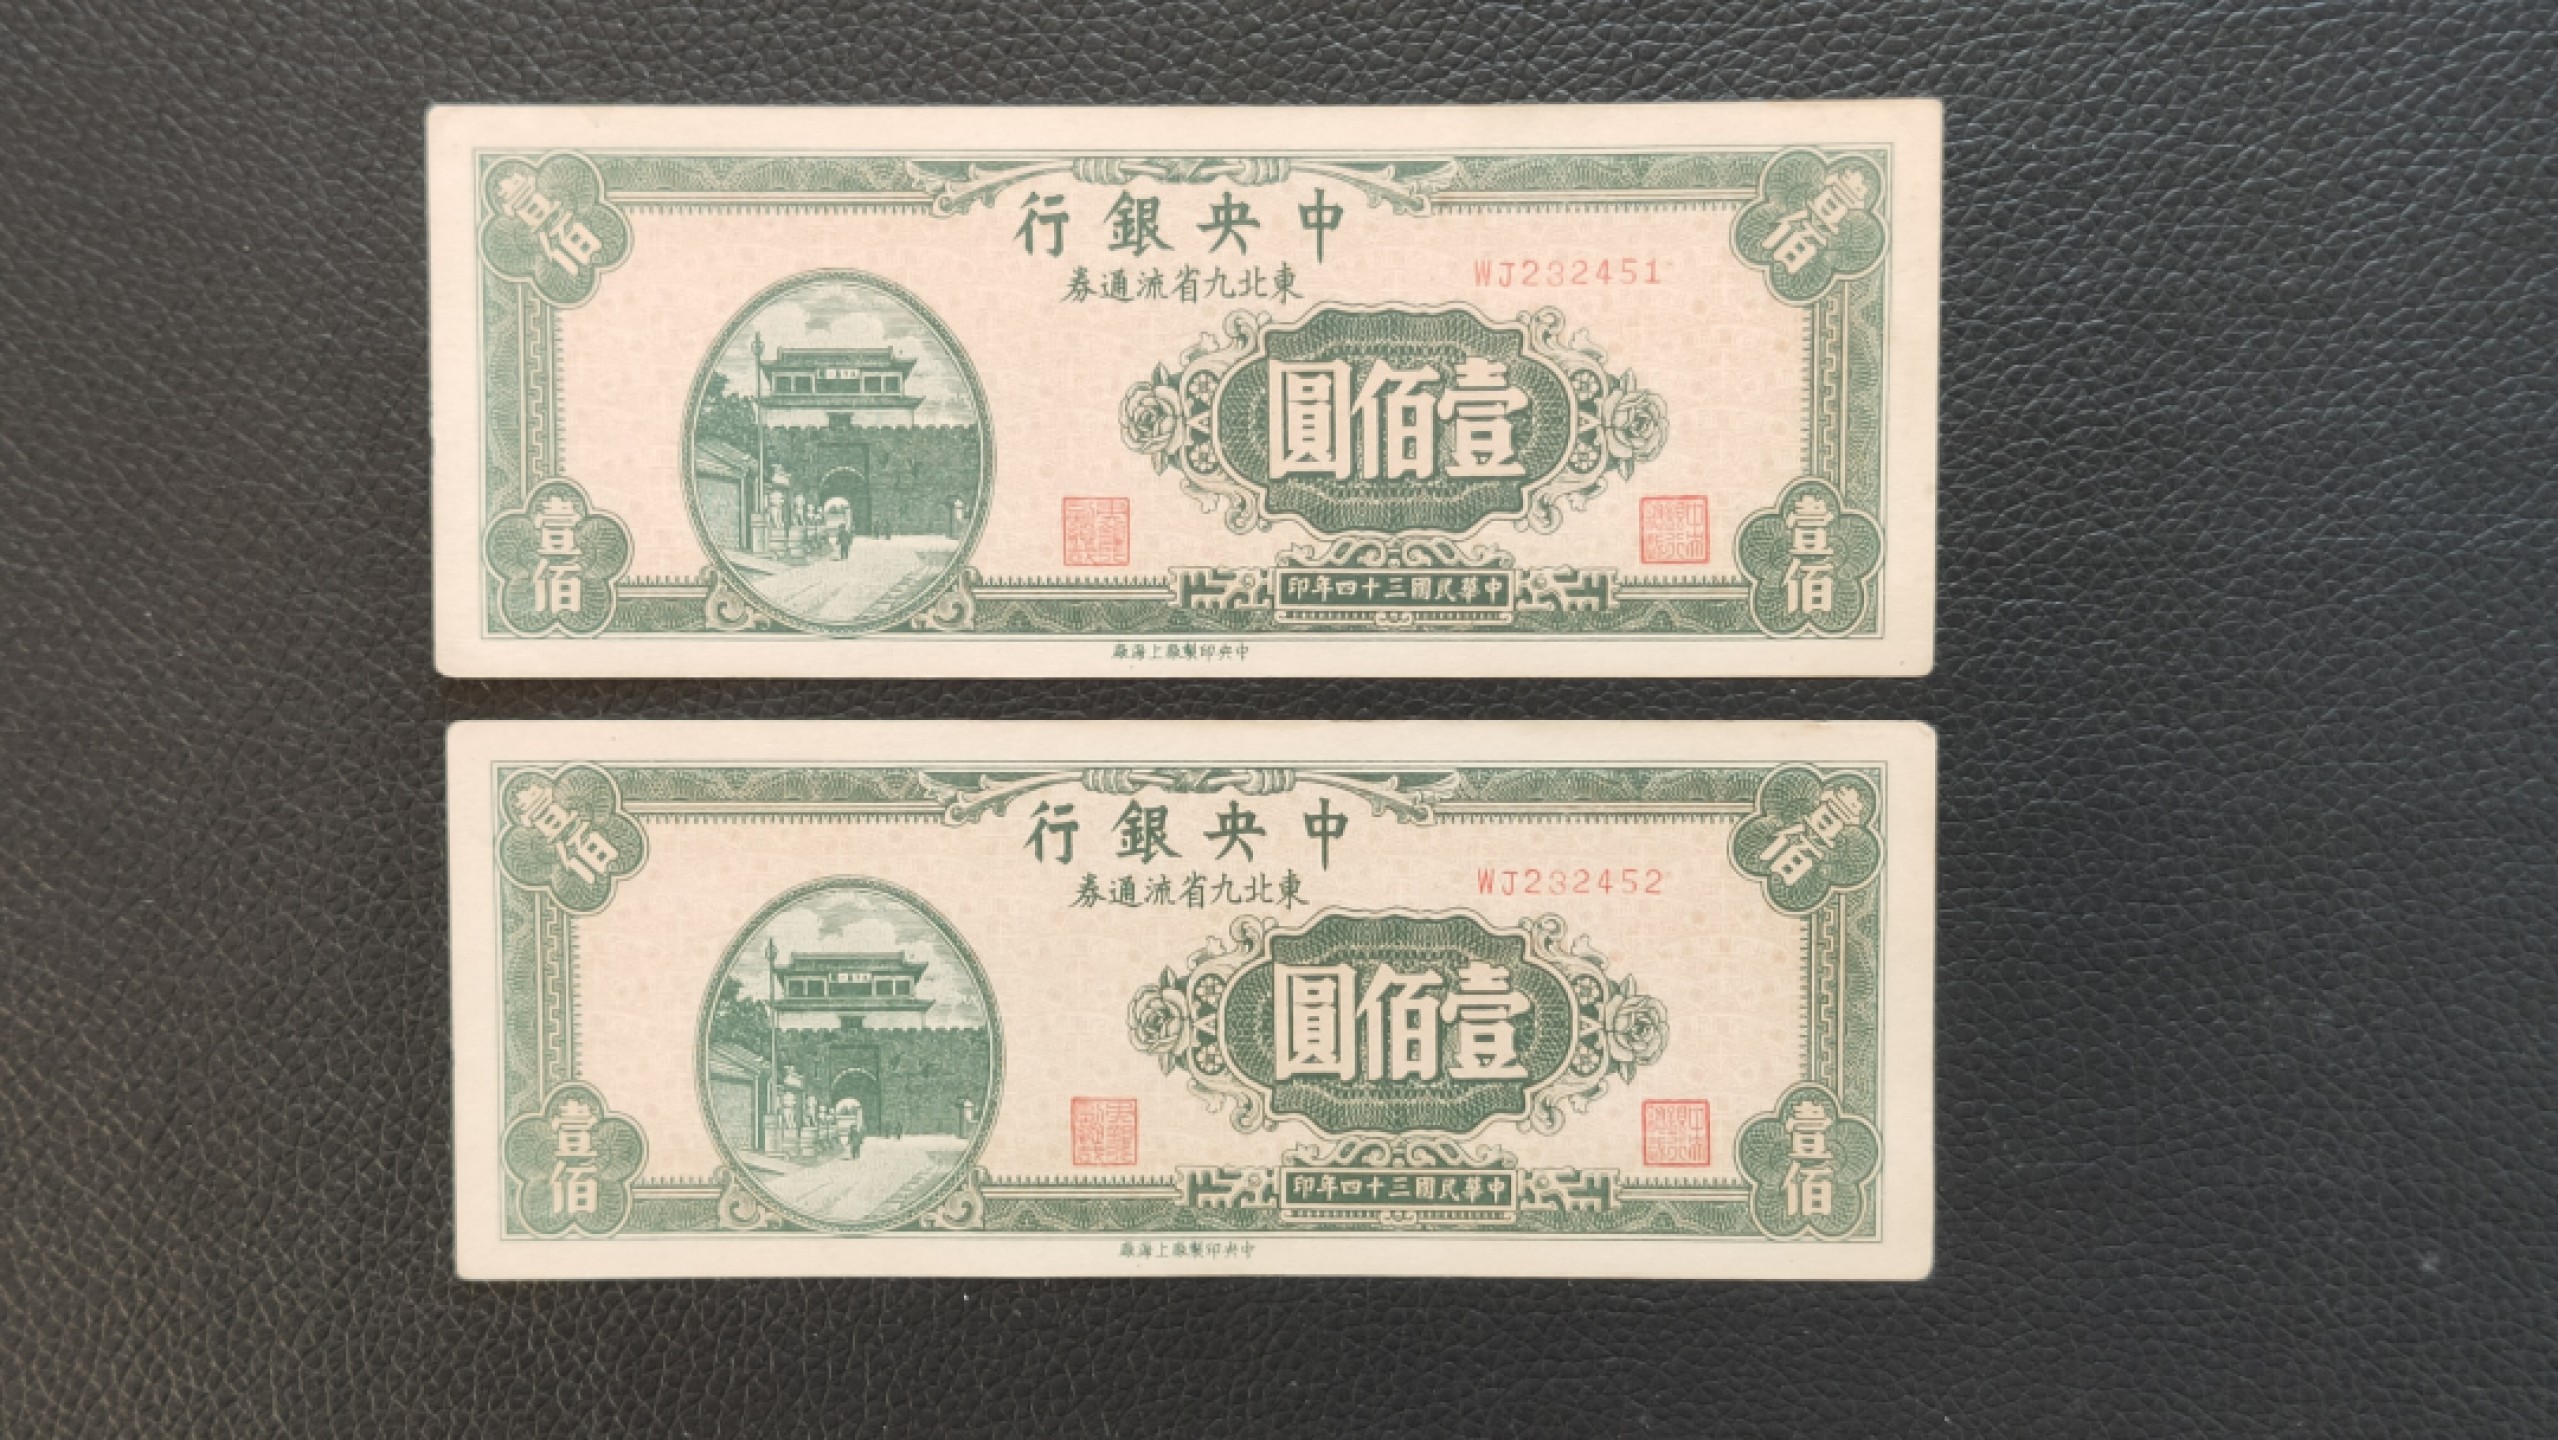 中央銀行
東北九省流通券
WJ232451
壹佰
壹佰
壹佰圓
壹佰
壹佰
中華民國三十四年印
中央印製廠上海廠
中央銀行
東北九省流通券
WJ232452
壹佰
壹佰
壹佰圓
壹佰
壹佰
中華民國三十四年印
中央印製廠上海廠